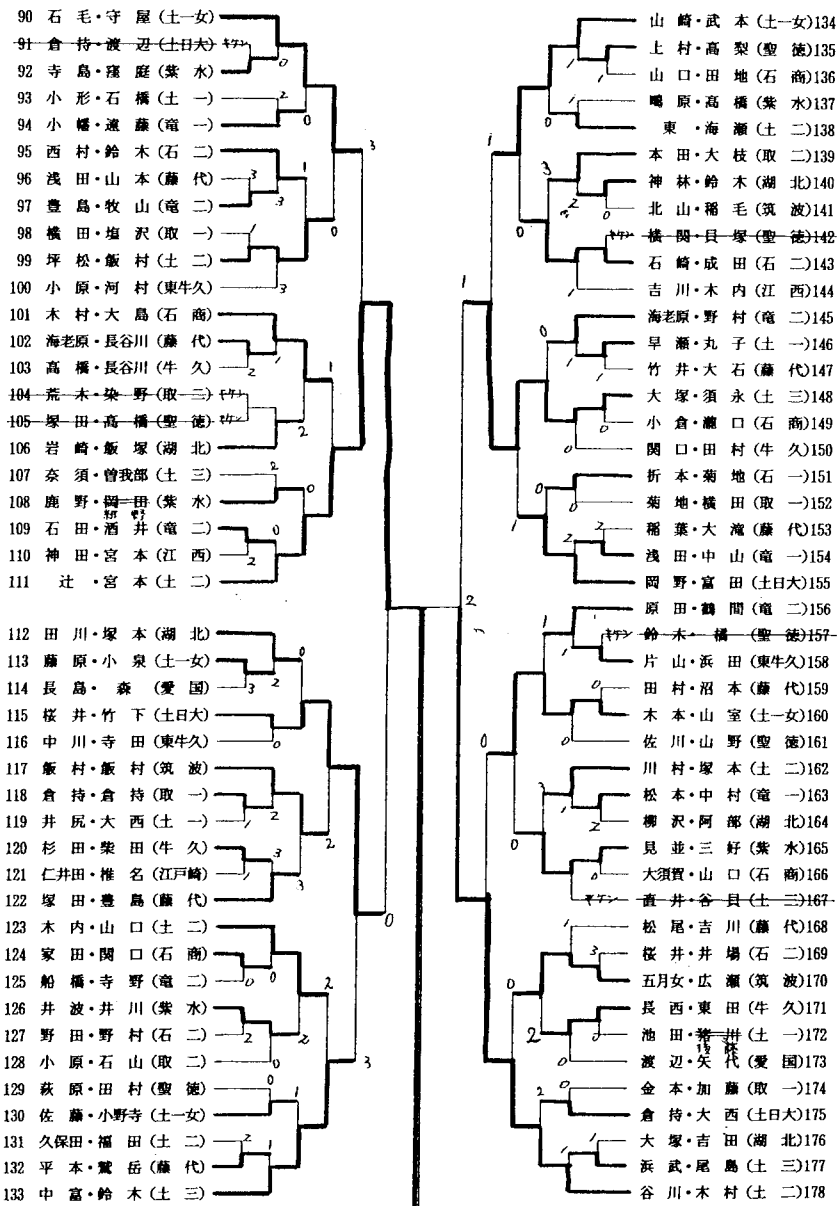 90 石毛・守屋(土一女)
91 倉持・渡辺(土日大) キケン
92 寺島・窪庭(紫水)
93 小形・石橋(土一)
94 小幡・遠藤(竜一)
95 西村・鈴木(石二)
96 浅田・山本(藤代)
97 豊島・牧山(竜二)
98 横田・塩沢(取一)
99 坪松・飯村(土二)
100 小原・河村(東牛久)
101 木村・大島(石商)
102 海老原・長谷川(藤代)
103 高橋・長谷川(牛久)
104 荒木・染野(取二) キケン
105 塚田・高橋(聖徳) キケン
106 岩崎・飯塚(湖北)
107 奈須・曽我部(土三)
108 鹿野・岡田(紫水)
109 石田・酒井(竜二)
110 神田・宮本(江西)
111 辻・宮本(土二)
112 田川・塚本(湖北)
113 藤原・小泉(土一女)
114 長島・森(愛国)
115 桜井・竹下(土日大)
116 中川・寺田(東牛久)
117 飯村・飯村(筑波)
118 倉持・倉持(取一)
119 井尻・大西(土一)
120 杉田・柴田(牛久)
121 仁井田・椎名(江戸崎)
122 塚田・豊島(藤代)
123 木内・山口(土二)
124 家田・関口(石商)
125 船橋・寺野(竜二)
126 井波・井川(紫水)
127 野田・野村(石二)
128 小原・石山(取二)
129 萩原・田村(聖徳)
130 佐藤・小野寺(土一女)
131 久保田・福田(土二)
132 平本・鷲岳(藤代)
133 中富・鈴木(土三)
山崎・武本(土一女)134
上村・高梨(聖徳)135
山口・田地(石商)136
鴫原・高橋(紫水)137
東・海瀬(土二)138
本田・大枝(取二)139
神林・鈴木(湖北)140
北山・稲毛(筑波)141
キケン 横関・貝塚(聖徳)142
石崎・成田(石二)143
吉川・木内(江西)144
海老原・野村(竜二)145
早瀬・丸子(土一)146
竹井・大石(藤代)147
大塚・須永(土三)148
小倉・瀧口(石商)149
関口・田村(牛久)150
折本・菊地(石一)151
菊地・横田(取一)152
稲葉・大滝(藤代)153
浅田・中山(竜一)154
岡野・富田(土日大)155
原田・鶴間(竜二)156
キケン 鈴木・橘(聖徳)157
片山・浜田(東牛久)158
田村・沼本(藤代)159
木本・山室(土一女)160
佐川・山野(聖徳)161
川村・塚本(土二)162
松本・中村(竜一)163
柳沢・阿部(湖北)164
見並・三好(紫水)165
大須賀・山口(石商)166
キケン 直井・谷貝(土三)167
松尾・吉川(藤代)168
桜井・井場(石二)169
五月女・広瀬(筑波)170
長西・東田(牛久)171
池田・(土一)172
渡辺・矢代(愛国)173
金本・加藤(取一)174
倉持・大西(土日大)175
大塚・吉田(湖北)176
浜武・尾島(土三)177
谷川・木村(土二)178